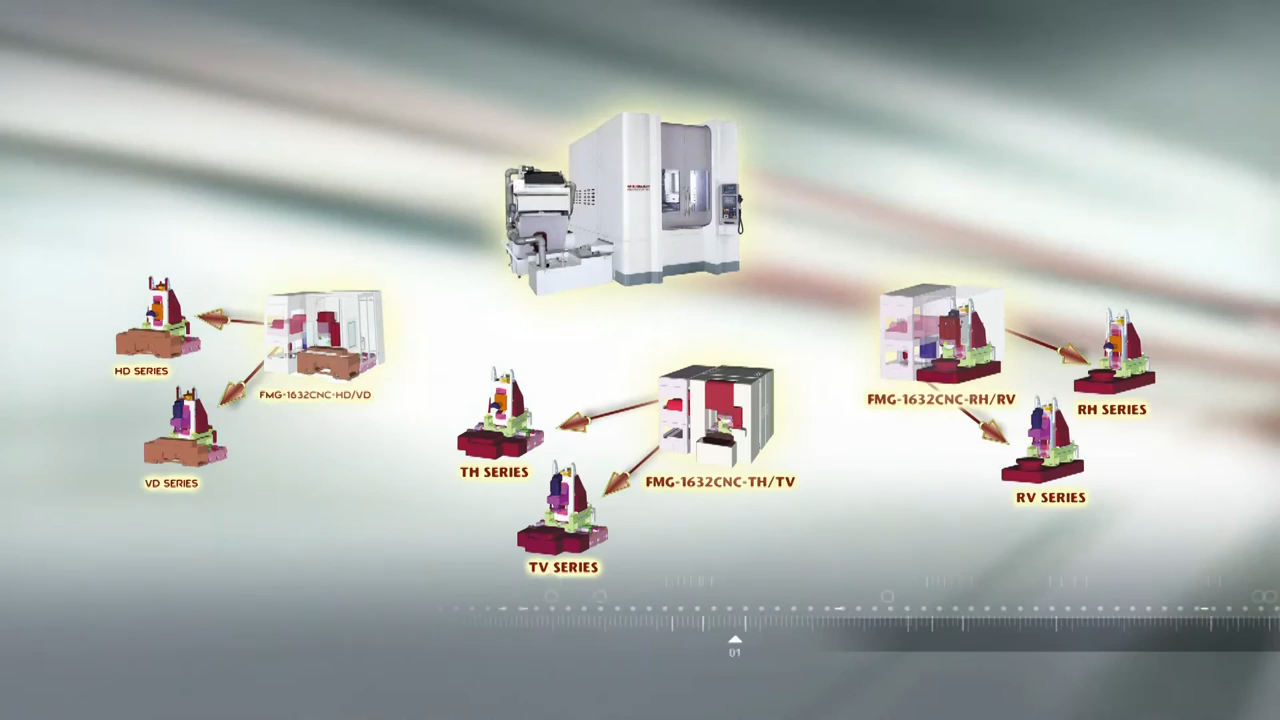 HD SERIES
FMG-1632CNC-HD/VD
VD SERIES
TH SERIES
FMG-1632CNC-TH/TV
TV SERIES
FMG-1632CNC-RH/RV
RH SERIES
RV SERIES
01